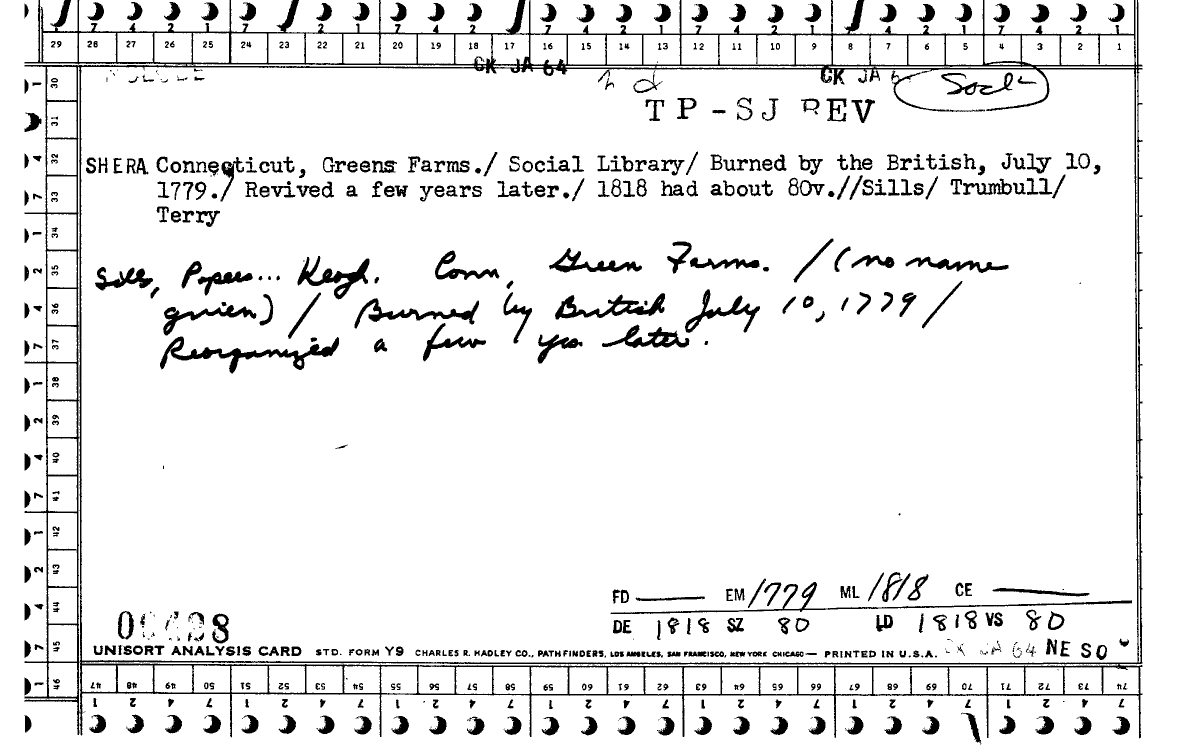 7 4 2 1 7 4 2 1 7 4 2 1 7 4 2 1 7 4 2 1 7 4 2 1
29 28 27 26 25 24 23 22 21 20 19 18 17 16 15 14 13 12 11 10 9 8 7 6 5 4 3 2 1
CK JA 64 nd CK JA 6 Socl
TP-SJ REV
SHERA Connecticut, Greens Farms./ Social Library/ Burned by the British, July 10,
1779./ Revived a few years later./ 1818 had about 80v.//Sills/ Trumbull/
Terry
Sills, Papers... Keogh. Conn, Green Farms. / (no name
given) / Burned by British July 10, 1779 /
Reorganized a few yrs later.
30
31
4 32
7 33
1 34
2 35
4 36
7 37
1 38
2 39
4 40
7 41
1 42
2 43
4 44
7 45
1 46
FD —— EM 1779 ML 1818 CE ——
DE 1818 SZ 80 LD 1818 VS 80
UNISORT ANALYSIS CARD STD. FORM Y9 CHARLES R. HADLEY CO., PATHFINDERS, LOS ANGELES, SAN FRANCISCO, NEW YORK CHICAGO — PRINTED IN U.S.A. CK JA 64 NE SO
47 48 49 50 51 52 53 54 55 56 57 58 59 60 61 62 63 64 65 66 67 68 69 70 71 72 73 74
1 2 4 7 1 2 4 7 1 2 4 7 1 2 4 7 1 2 4 7 1 2 4 7 1 2 4 7